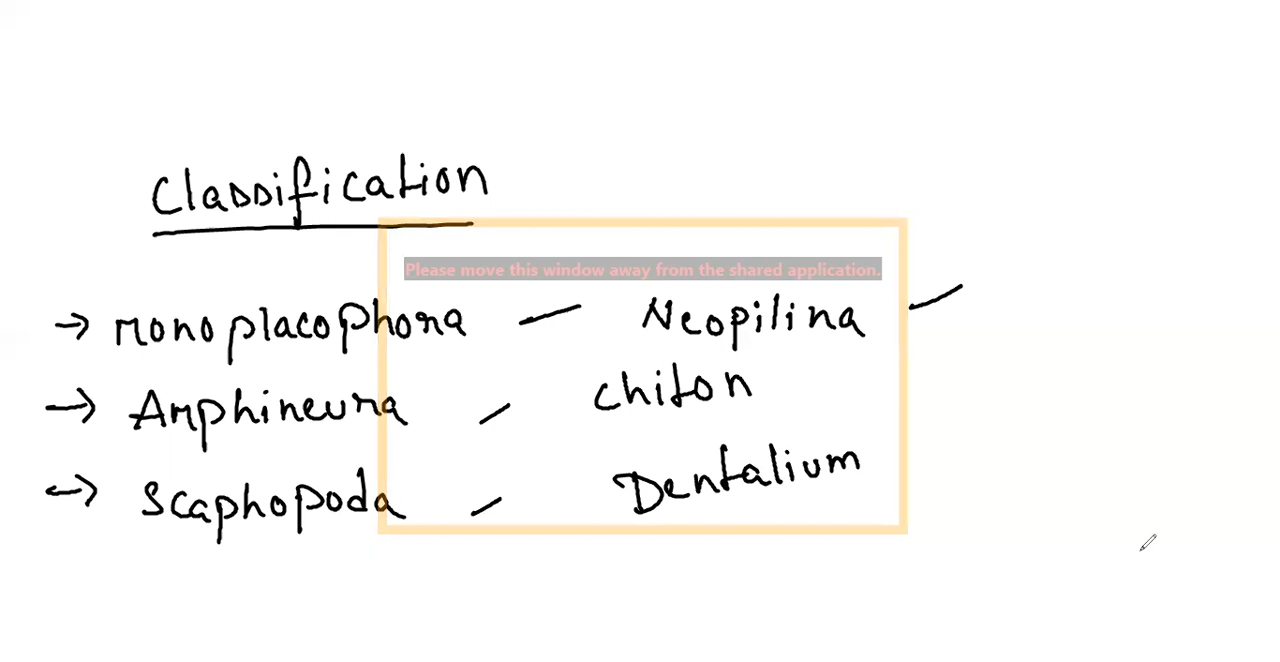 Classification
Please move this window away from the shared application.
→ Monoplacophora — Neopilina —
→ Amphineura — Chiton
→ Scaphopoda — Dentalium